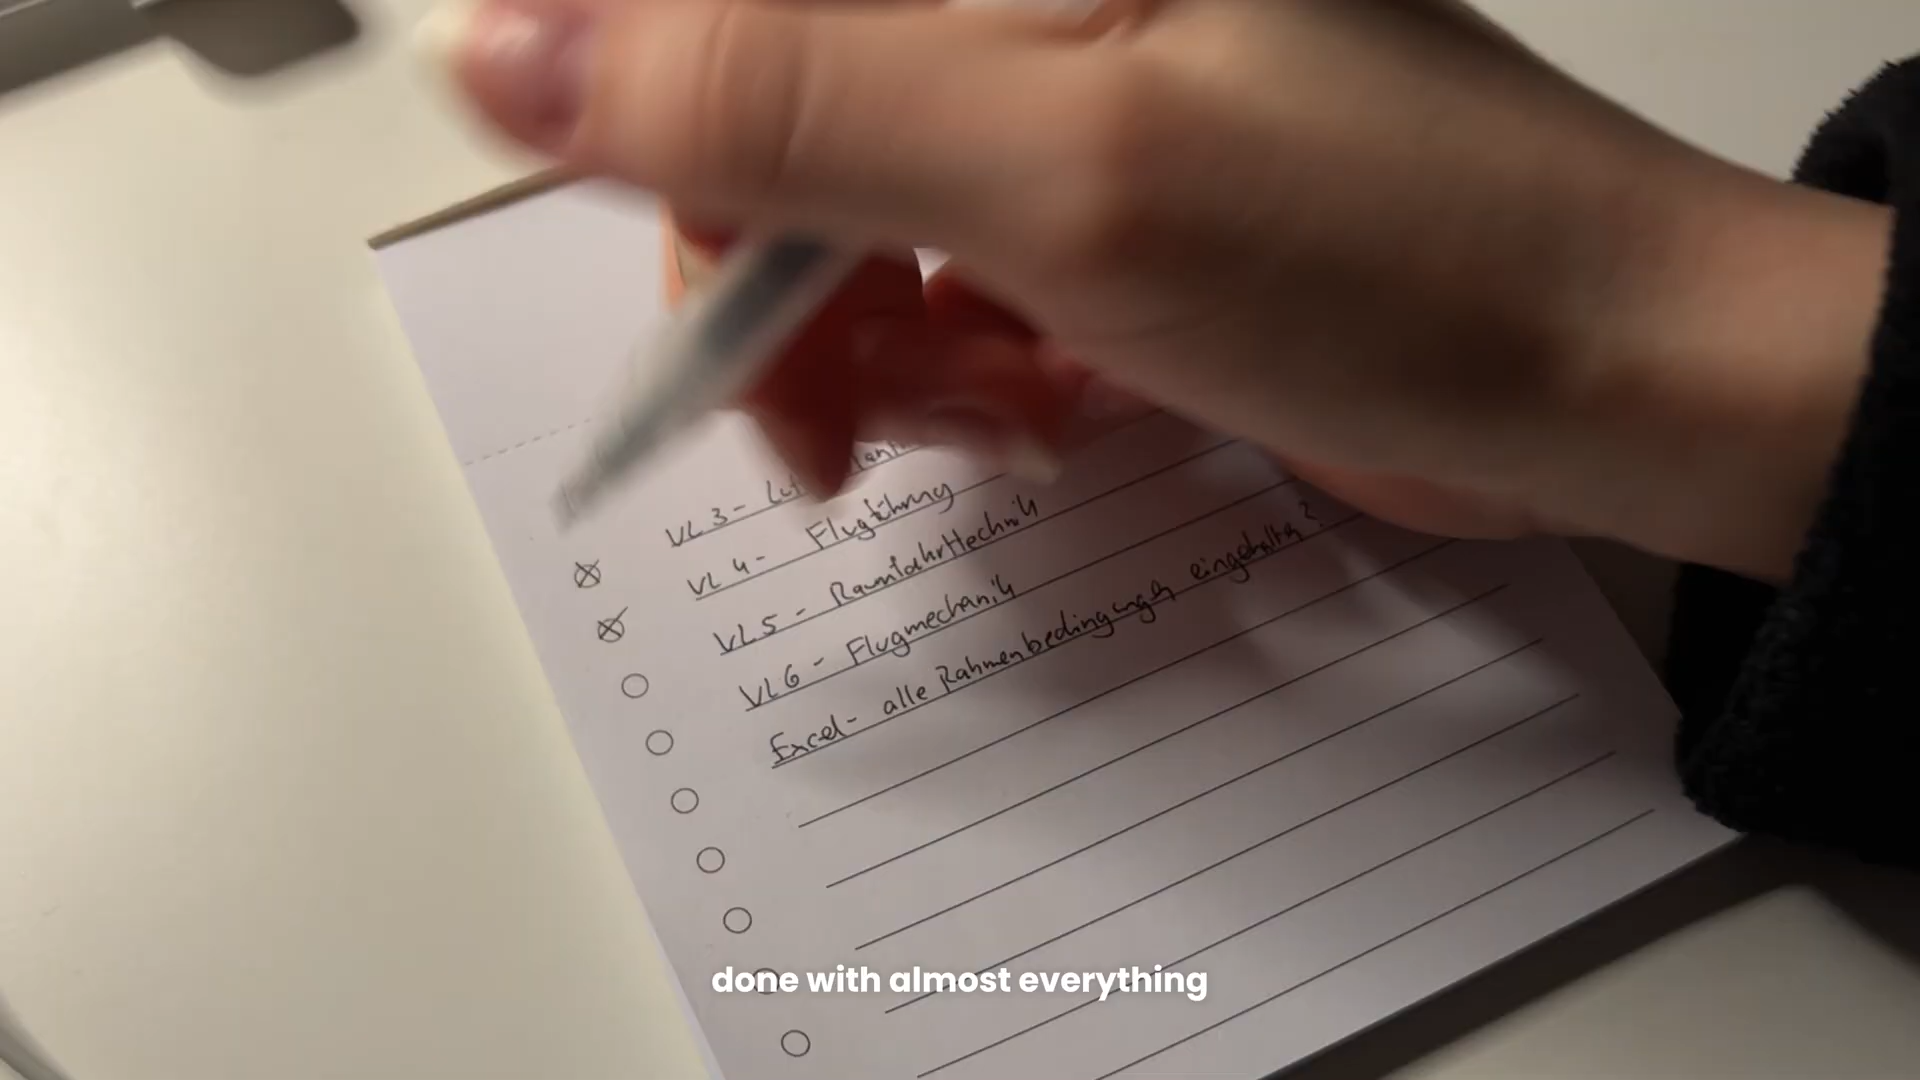 VL 3 -
VL 4 - Flugführung
VL 5 - Raumfahrttechnik
VL 6 - Flugmechanik
Excel - alle Rahmenbedingungen eingehalten?
done with almost everything